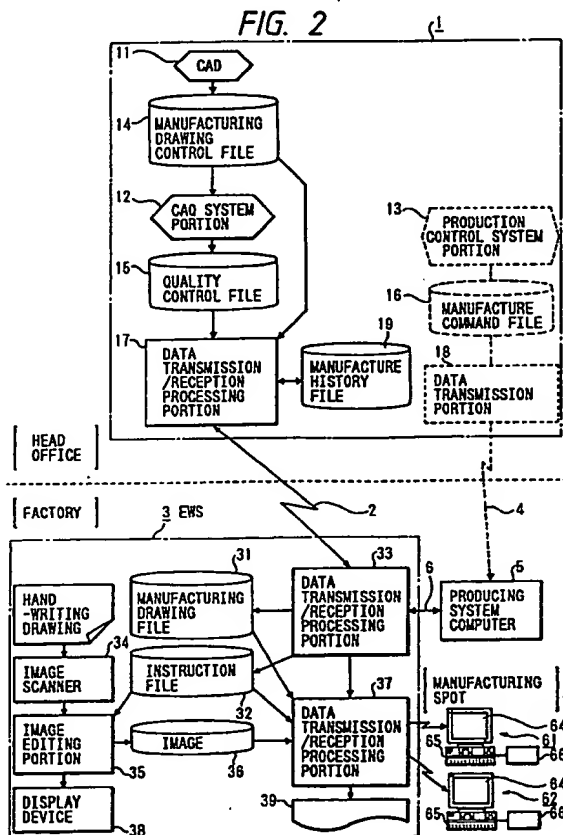 FIG. 2
1
11
CAD
14
MANUFACTURING
DRAWING
CONTROL FILE
12
CAQ SYSTEM
PORTION
13
PRODUCTION
CONTROL SYSTEM
PORTION
15
QUALITY
CONTROL FILE
16
MANUFACTURE
COMMAND FILE
17
DATA
TRANSMISSION
/RECEPTION
PROCESSING
PORTION
19
MANUFACTURE
HISTORY
FILE
18
DATA
TRANSMISSION
PORTION
[HEAD
OFFICE]
[FACTORY]
2
4
3 EWS
31
MANUFACTURING
DRAWING
FILE
33
DATA
TRANSMISSION
/RECEPTION
PROCESSING
PORTION
6
5
PRODUCING
SYSTEM
COMPUTER
HAND
-WRITING
DRAWING
34
IMAGE
SCANNER
INSTRUCTION
FILE
32
37
DATA
TRANSMISSION
/RECEPTION
PROCESSING
PORTION
[MANUFACTURING
SPOT]
IMAGE
EDITING
PORTION
35
IMAGE
36
64
61
65
66
64
62
65
66
DISPLAY
DEVICE
38
39